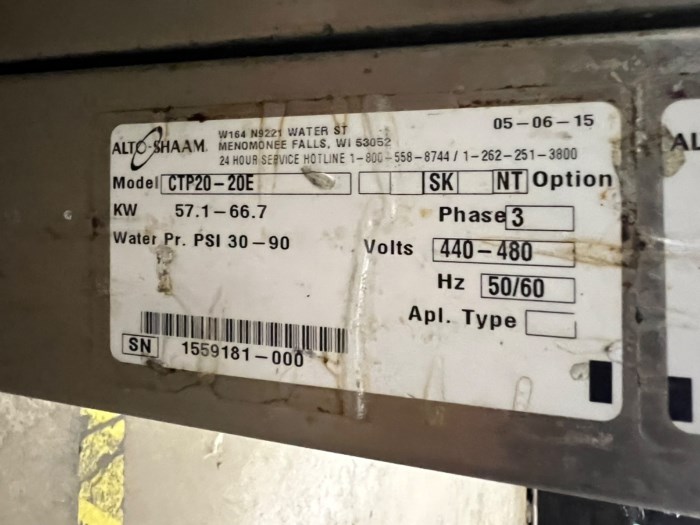 ALTO-SHAAM.
W164 N9221 WATER ST
MENOMONEE FALLS, WI 53052
24 HOUR SERVICE HOTLINE 1-800-558-8744 / 1-262-251-3800
05-06-15
Model CTP20-20E SK NT Option
KW 57.1-66.7
Phase 3
Water Pr. PSI 30-90
Volts 440-480
Hz 50/60
Apl. Type
SN 1559181-000
AL